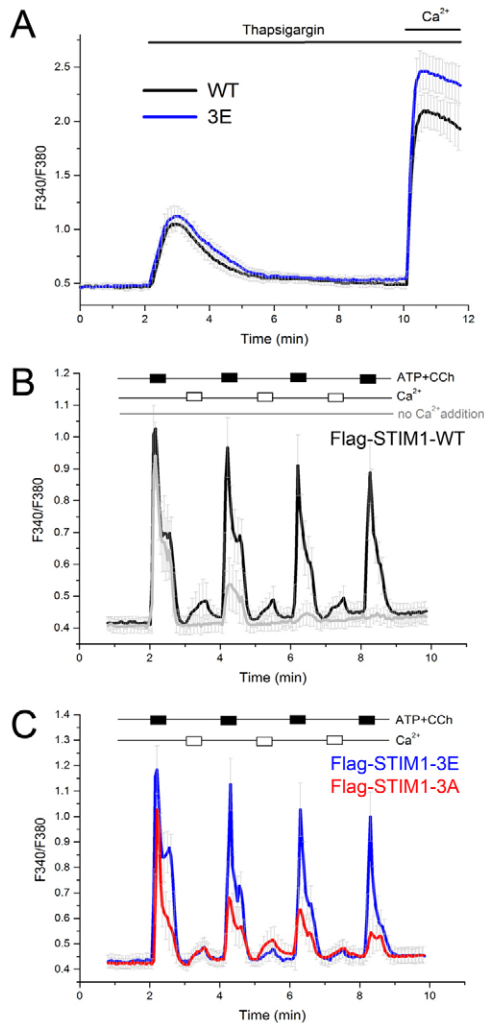 A
Thapsigargin
Ca²⁺
WT
3E
F340/F380
2.5
2.0
1.5
1.0
0.5
0 2 4 6 8 10 12
Time (min)
B
ATP+CCh
Ca²⁺
no Ca²⁺addition
Flag-STIM1-WT
F340/F380
1.2
1.1
1.0
0.9
0.8
0.7
0.6
0.5
0.4
0 2 4 6 8 10
Time (min)
C
ATP+CCh
Ca²⁺
Flag-STIM1-3E
Flag-STIM1-3A
F340/F380
1.4
1.3
1.2
1.1
1.0
0.9
0.8
0.7
0.6
0.5
0.4
0 2 4 6 8 10
Time (min)